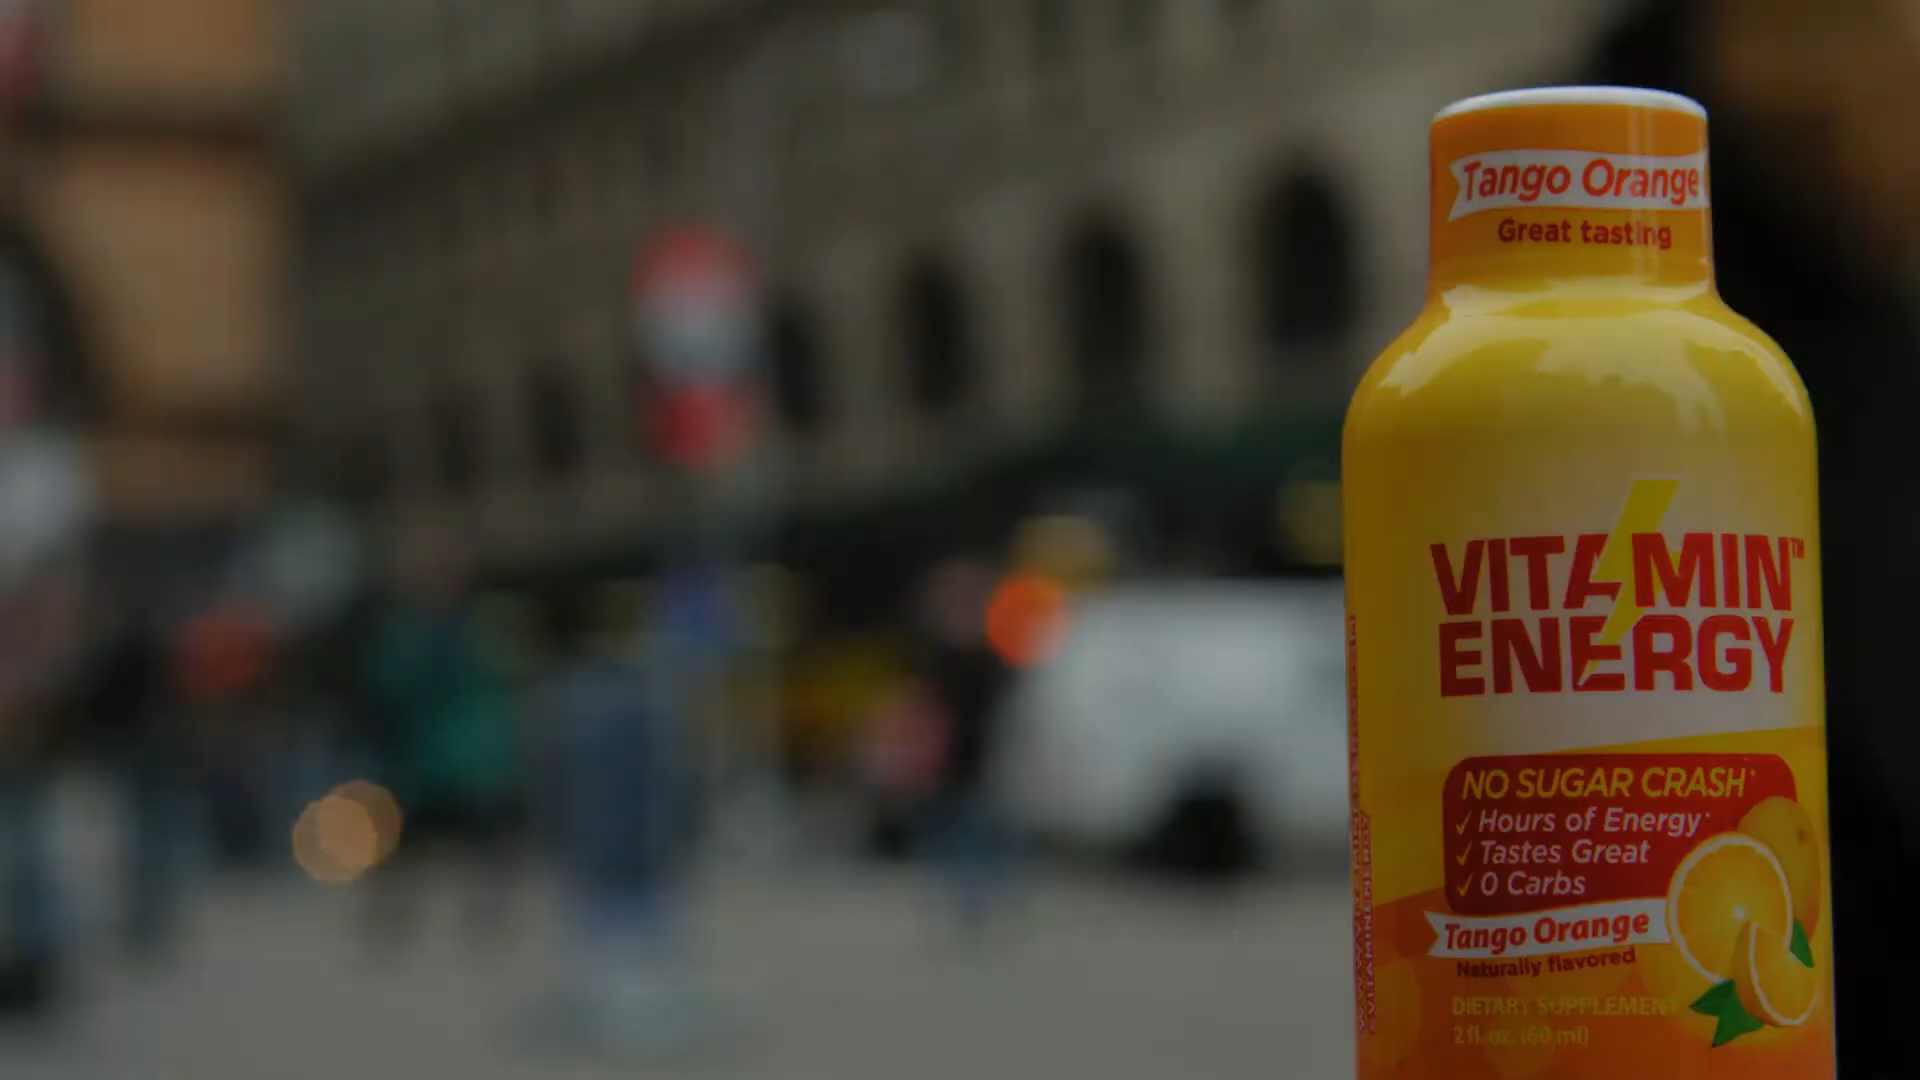 Tango Orange
Great tasting
VITAMIN™
ENERGY
NO SUGAR CRASH*
✓ Hours of Energy*
✓ Tastes Great
✓ 0 Carbs
Tango Orange
Naturally flavored
DIETARY SUPPLEMENT
2 fl. oz. (60 ml)